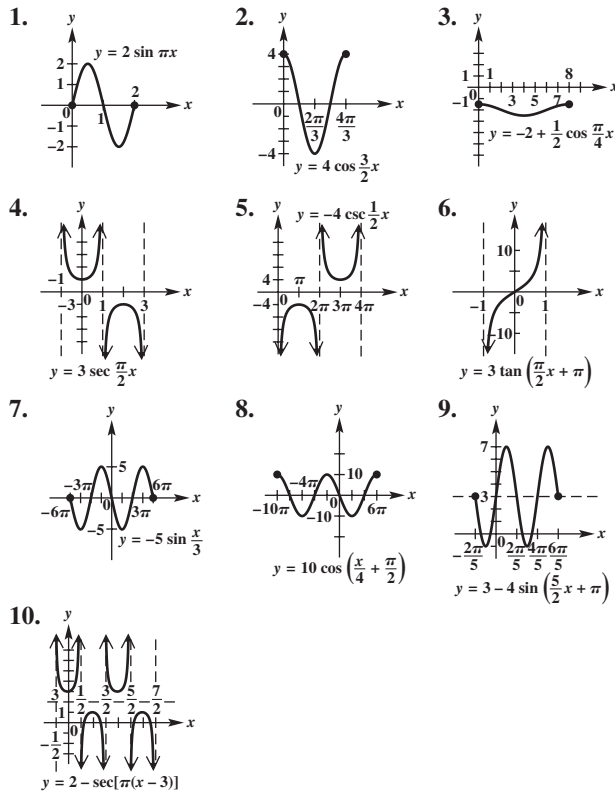 1.
y
y = 2 sin πx
2
1
0
1
2
x
−1
−2
2.
y
4
0
2π/3
4π/3
x
−4
y = 4 cos 3/2 x
3.
y
1
1
8
0
3
5
7
x
−1
y = −2 + 1/2 cos π/4 x
4.
y
−1
−3
0
1
3
x
y = 3 sec π/2 x
5.
y
y = −4 csc 1/2 x
4
π
−4
0
2π
3π
4π
x
6.
y
10
−1
0
1
x
−10
y = 3 tan (π/2 x + π)
7.
y
5
−3π
6π
−6π
0
3π
x
−5
y = −5 sin x/3
8.
y
−4π
10
−10π
0
6π
x
−10
y = 10 cos (x/4 + π/2)
9.
y
7
3
0
x
−2π/5
2π/5
4π/5
6π/5
y = 3 − 4 sin (5/2 x + π)
10.
y
3
1/2
3/2
5/2
7/2
1
0
x
−1/2
y = 2 − sec[π(x − 3)]